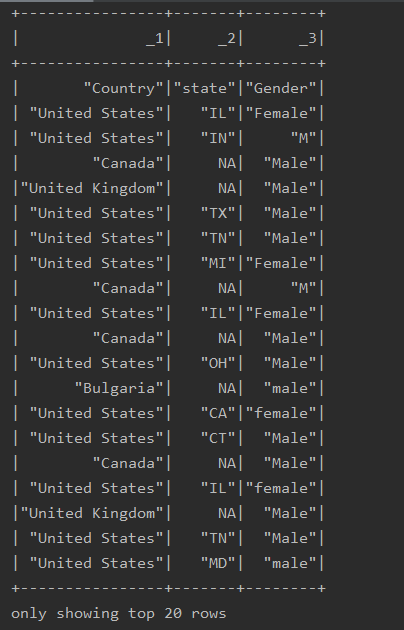 +----------------+-------+--------+
|              _1|     _2|      _3|
+----------------+-------+--------+
|       "Country"|"state"|"Gender"|
| "United States"|   "IL"|"Female"|
| "United States"|   "IN"|     "M"|
|        "Canada"|     NA|  "Male"|
|"United Kingdom"|     NA|  "Male"|
| "United States"|   "TX"|  "Male"|
| "United States"|   "TN"|  "Male"|
| "United States"|   "MI"|"Female"|
|        "Canada"|     NA|     "M"|
| "United States"|   "IL"|"Female"|
|        "Canada"|     NA|  "Male"|
| "United States"|   "OH"|  "Male"|
|      "Bulgaria"|     NA|  "male"|
| "United States"|   "CA"|"female"|
| "United States"|   "CT"|  "Male"|
|        "Canada"|     NA|  "Male"|
| "United States"|   "IL"|"female"|
|"United Kingdom"|     NA|  "Male"|
| "United States"|   "TN"|  "Male"|
| "United States"|   "MD"|  "male"|
+----------------+-------+--------+
only showing top 20 rows